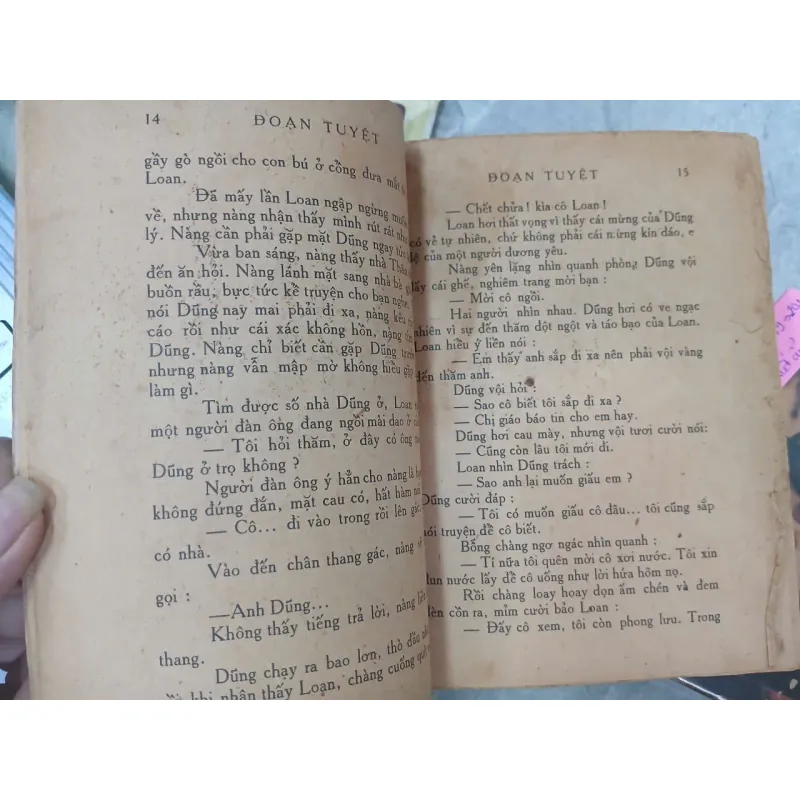 14 ĐOẠN TUYỆT
gầy gò ngồi cho con bú ở cổng đưa mắt
Loan.
Đã mấy lần Loan ngập ngừng muốn
về, nhưng nàng nhận thấy mình rút rát
lý. Nàng cần phải gặp mặt Dũng ngay
Vừa ban sáng, nàng thấy nhà
đến ăn hỏi. Nàng lánh mặt sang nhà bà
buồn rầu, bực tức kể truyện cho bạn nghe,
nói Dũng nay mai phải đi xa, nàng kêu
cáo rồi như cái xác không hồn, nàng
Dũng. Nàng chỉ biết cần gặp Dũng trước
nhưng nàng vẫn mập mờ không hiểu gặp
làm gì.
Tìm được số nhà Dũng ở, Loan
một người đàn ông đang ngồi mài dao ở
— Tôi hỏi thăm, ở đây có ông
Dũng ở trọ không ?
Người đàn ông ý hẳn cho nàng là
không đứng đắn, mặt cau có, hất hàm
— Cô... đi vào trong rồi lên gác,
có nhà.
Vào đến chân thang gác, nàng
gọi :
—Anh Dũng...
Không thấy tiếng trả lời, nàng
thang.
Dũng chạy ra bao lơn, thò đầu
khi nhận thấy Loan, chàng cuống
ĐOẠN TUYỆT 15
— Chết chửa ! kìa cô Loan !
Loan hơi thất vọng vì thấy cái mừng của Dũng
có vẻ tự nhiên, chứ không phải cái mừng kín đáo, e
của một người đương yêu.
Nàng yên lặng nhìn quanh phòng. Dũng vội
lấy cái ghế, nghiêm trang mời bạn :
— Mời cô ngồi.
Hai người nhìn nhau. Dũng hơi có ve ngạc
nhiên vì sự đến thăm đột ngột và táo bạo của Loan.
Loan hiểu ý liền nói :
— Em thấy anh sắp đi xa nên phải vội vàng
đến thăm anh.
Dũng vội hỏi :
— Sao cô biết tôi sắp đi xa ?
— Chị giáo báo tin cho em hay.
Dũng hơi cau mày, nhưng vội tươi cười nói:
— Cũng còn lâu tôi mới đi.
Loan nhìn Dũng trách :
— Sao anh lại muốn giấu em ?
Dũng cười đáp :
— Tôi có muốn giấu cô đâu... tôi cũng sắp
nói truyện để cô biết.
Bỗng chàng ngơ ngác nhìn quanh :
— Tí nữa tôi quên mời cô xơi nước. Tôi xin
đun nước lấy để cô uống như lời hứa hôm nọ.
Rồi chàng loay hoay dọn ấm chén và đem
đèn cồn ra, mỉm cười bảo Loan :
— Đấy cô xem, tôi còn phong lưu. Trong